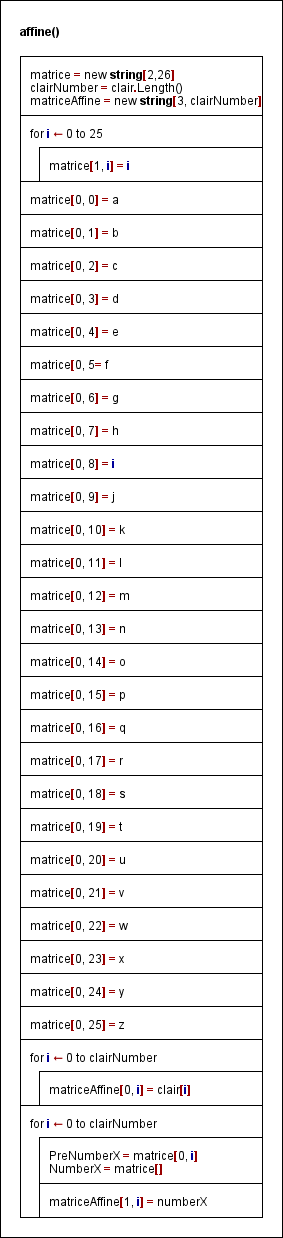 affine()
matrice = new string[2,26]
clairNumber = clair.Length()
matriceAffine = new string[3, clairNumber]
for i ← 0 to 25
matrice[1, i] = i
matrice[0, 0] = a
matrice[0, 1] = b
matrice[0, 2] = c
matrice[0, 3] = d
matrice[0, 4] = e
matrice[0, 5= f
matrice[0, 6] = g
matrice[0, 7] = h
matrice[0, 8] = i
matrice[0, 9] = j
matrice[0, 10] = k
matrice[0, 11] = l
matrice[0, 12] = m
matrice[0, 13] = n
matrice[0, 14] = o
matrice[0, 15] = p
matrice[0, 16] = q
matrice[0, 17] = r
matrice[0, 18] = s
matrice[0, 19] = t
matrice[0, 20] = u
matrice[0, 21] = v
matrice[0, 22] = w
matrice[0, 23] = x
matrice[0, 24] = y
matrice[0, 25] = z
for i ← 0 to clairNumber
matriceAffine[0, i] = clair[i]
for i ← 0 to clairNumber
PreNumberX = matrice[0, i]
NumberX = matrice[]
matriceAffine[1, i] = numberX